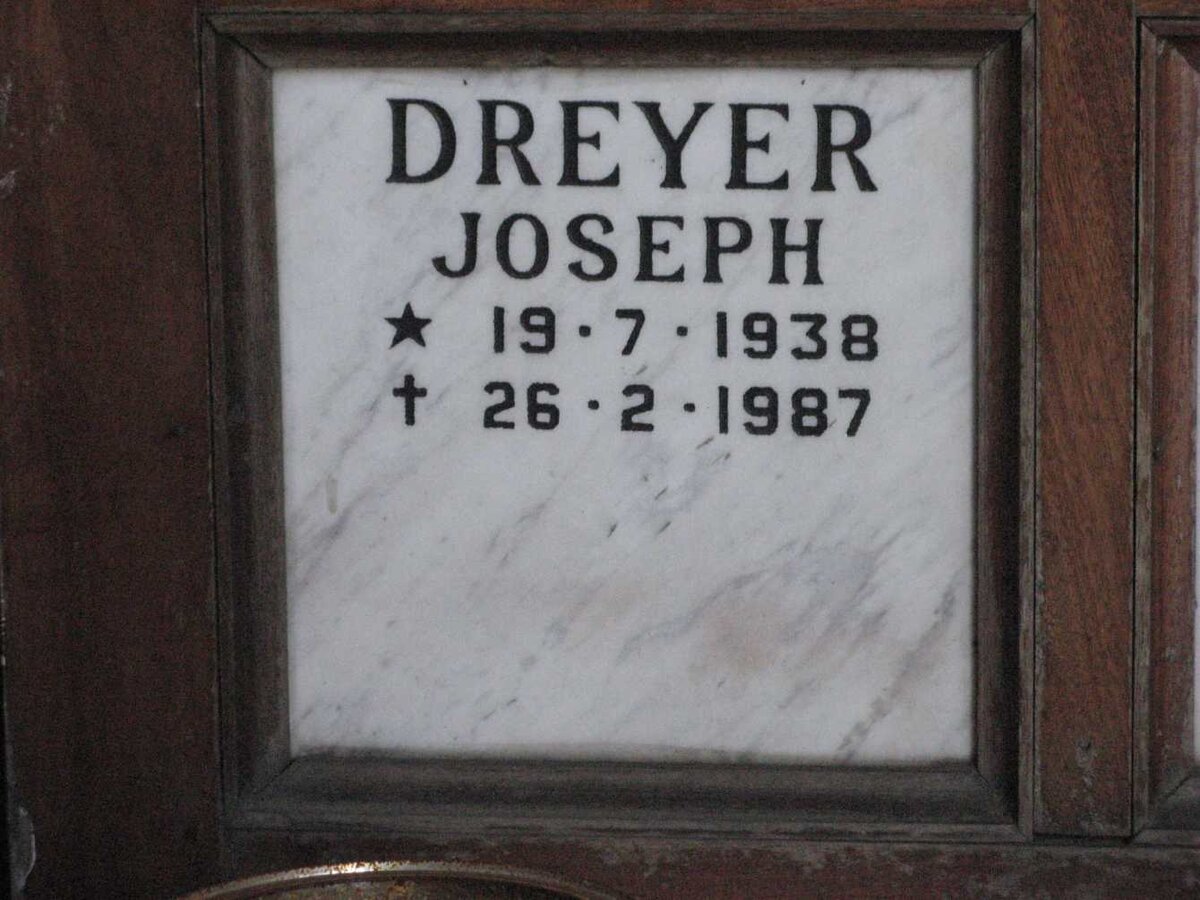 DREYER
JOSEPH
★ 19·7·1938
✝ 26·2·1987